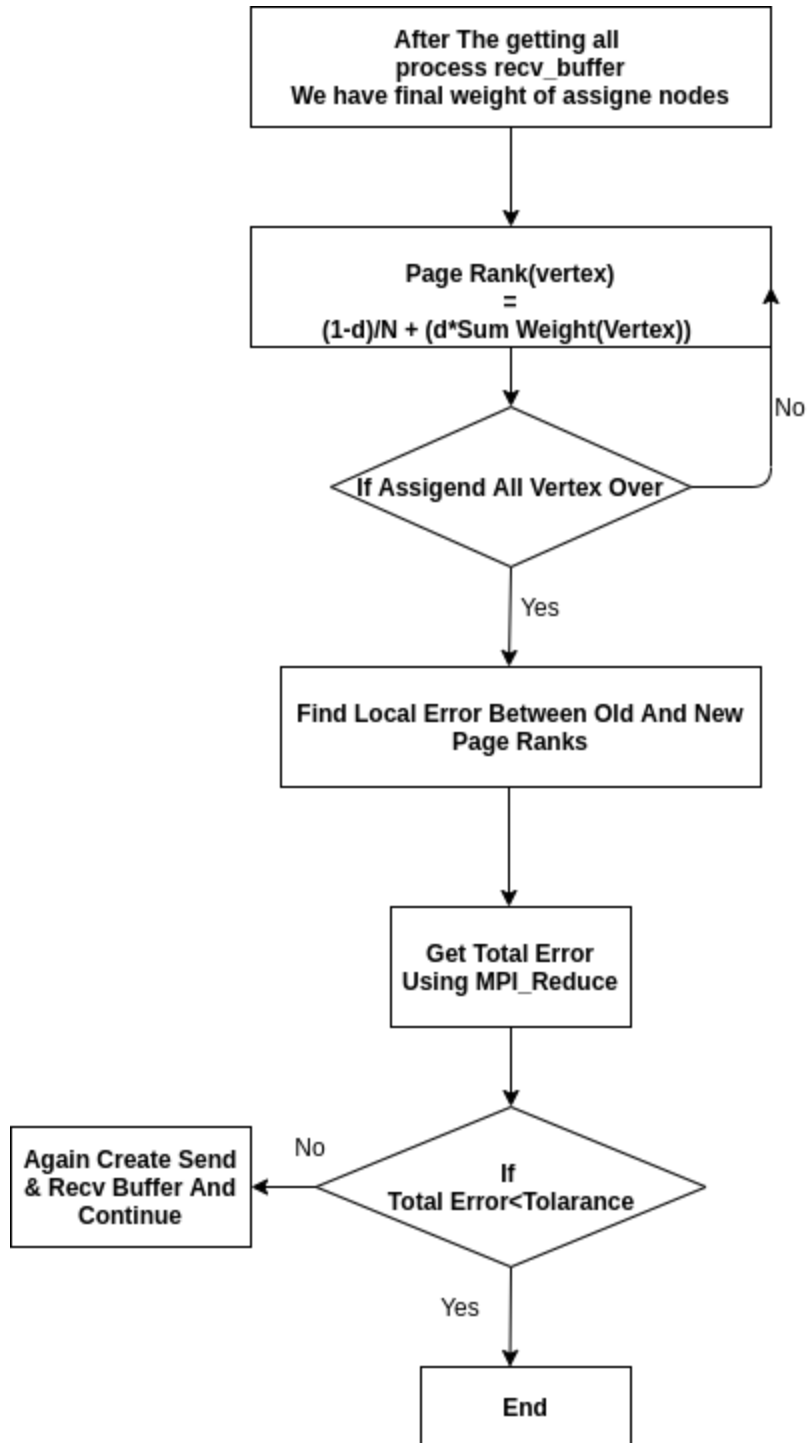 After The getting all
process recv_buffer
We have final weight of assigne nodes
Page Rank(vertex)
=
(1-d)/N + (d*Sum Weight(Vertex))
No
If Assigend All Vertex Over
Yes
Find Local Error Between Old And New
Page Ranks
Get Total Error
Using MPI_Reduce
No
If
Total Error<Tolarance
Again Create Send
& Recv Buffer And
Continue
Yes
End